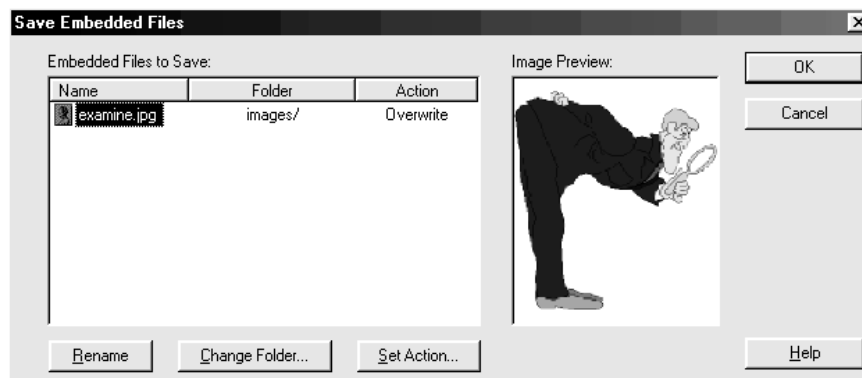 Save Embedded Files
Embedded Files to Save:
Image Preview:
OK
Name Folder Action
examine.jpg images/ Overwrite
Cancel
Rename Change Folder... Set Action... Help